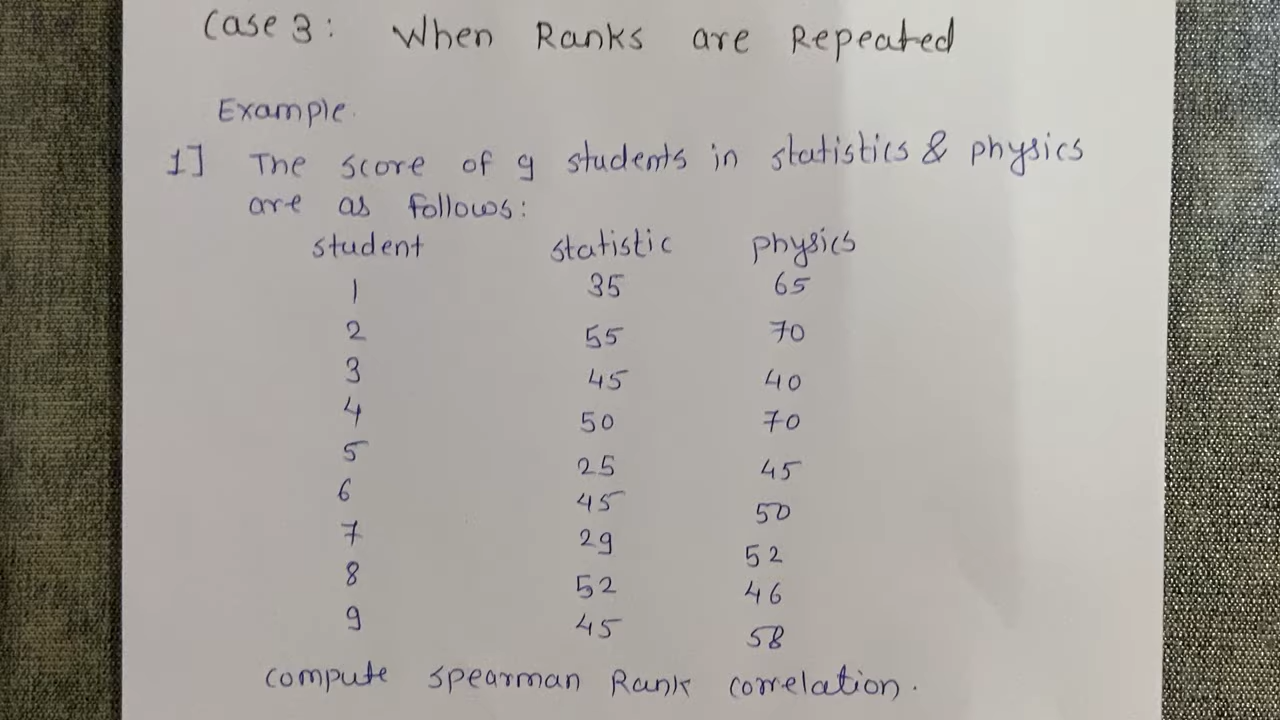 Case 3: When Ranks are Repeated
Example.
1] The score of 9 students in statistics & physics
are as follows:
student statistic physics
1 35 65
2 55 70
3 45 40
4 50 70
5 25 45
6 45 50
7 29 52
8 52 46
9 45 58
compute spearman Rank correlation.